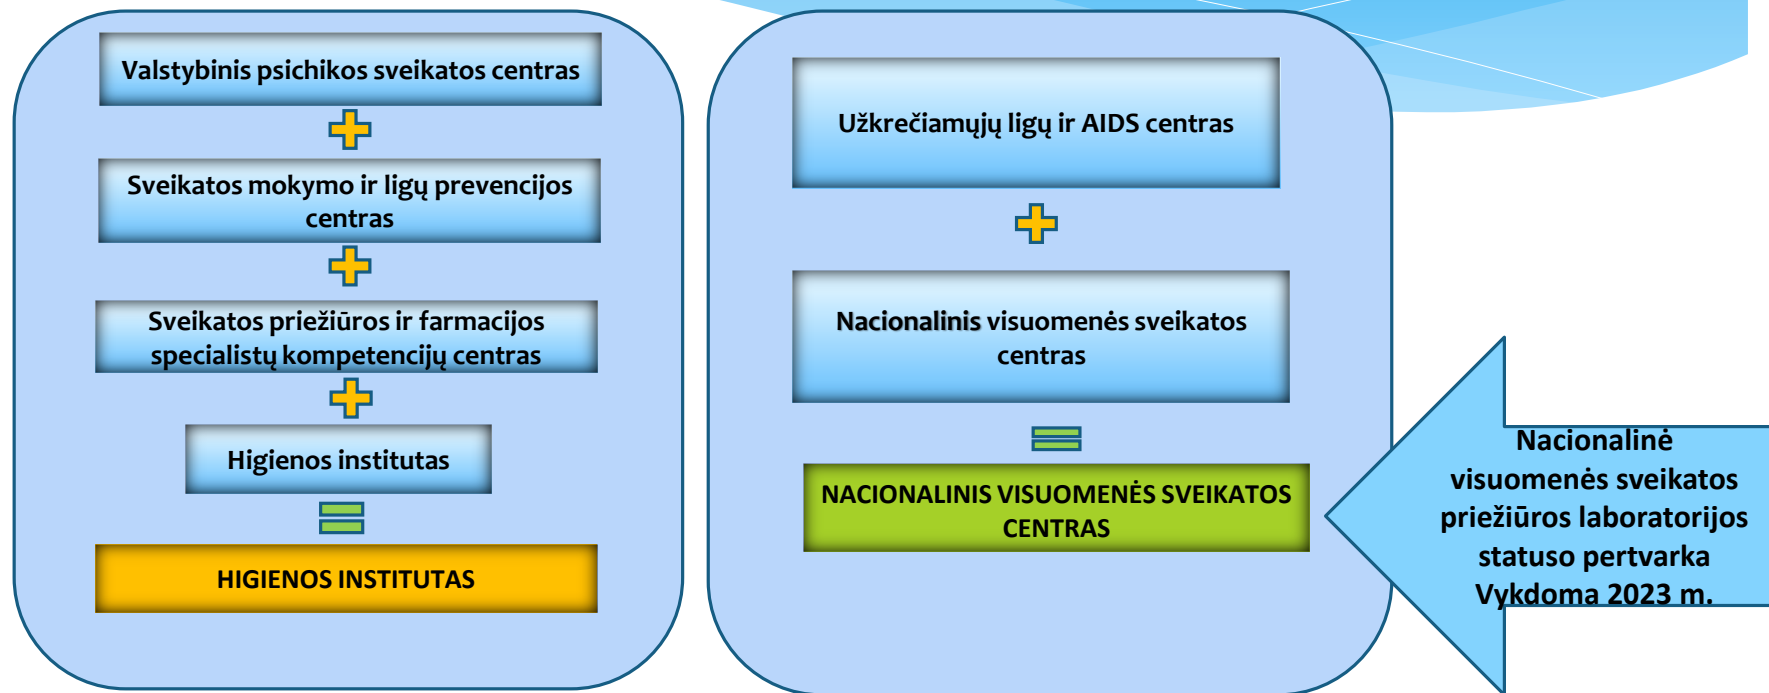 Valstybinis psichikos sveikatos centras
Sveikatos mokymo ir ligų prevencijos
centras
Sveikatos priežiūros ir farmacijos
specialistų kompetencijų centras
Higienos institutas
HIGIENOS INSTITUTAS
Užkrečiamųjų ligų ir AIDS centras
Nacionalinis visuomenės sveikatos
centras
NACIONALINIS VISUOMENĖS SVEIKATOS
CENTRAS
Nacionalinė
visuomenės sveikatos
priežiūros laboratorijos
statuso pertvarka
Vykdoma 2023 m.